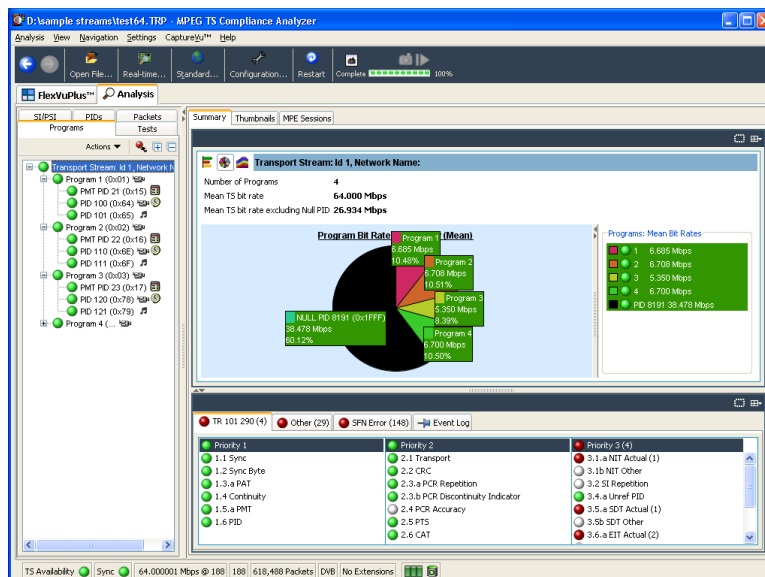 D:\sample streams\test64.TRP - MPEG TS Compliance Analyzer
Analysis View Navigation Settings CaptureVu™ Help
Open File... Real-time... Standard... Configuration... Restart Complete 100%
FlexVuPlus™ Analysis
SI/PSI PIDs Packets
Programs Tests
Actions
Transport Stream: Id 1, Network N
Program 1 (0x01)
PMT PID 21 (0x15)
PID 100 (0x64)
PID 101 (0x65)
Program 2 (0x02)
PMT PID 22 (0x16)
PID 110 (0x6E)
PID 111 (0x6F)
Program 3 (0x03)
PMT PID 23 (0x17)
PID 120 (0x78)
PID 121 (0x79)
Program 4 (...
Summary Thumbnails MPE Sessions
Transport Stream: Id 1, Network Name:
Number of Programs 4
Mean TS bit rate 64.000 Mbps
Mean TS bit rate excluding Null PID 26.934 Mbps
Program Bit Rate (Mean)
Program 1
6.685 Mbps
10.48%
Program 2
6.708 Mbps
10.51%
Program 3
5.350 Mbps
8.39%
Program 4
6.700 Mbps
10.50%
NULL PID 8191 (0x1FFF)
38.478 Mbps
60.12%
Programs: Mean Bit Rates
1 6.685 Mbps
2 6.708 Mbps
3 5.350 Mbps
4 6.700 Mbps
PID 8191 38.478 Mbps
TR 101 290 (4) Other (29) SFN Error (148) Event Log
Priority 1
1.1 Sync
1.2 Sync Byte
1.3.a PAT
1.4 Continuity
1.5.a PMT
1.6 PID
Priority 2
2.1 Transport
2.2 CRC
2.3.a PCR Repetition
2.3.b PCR Discontinuity Indicator
2.4 PCR Accuracy
2.5 PTS
2.6 CAT
Priority 3 (4)
3.1.a NIT Actual (1)
3.1b NIT Other
3.2 SI Repetition
3.4.a Unref PID
3.5.a SDT Actual (1)
3.5b SDT Other
3.6.a EIT Actual (2)
TS Availability Sync 64.000001 Mbps @ 188 188 618,488 Packets DVB No Extensions